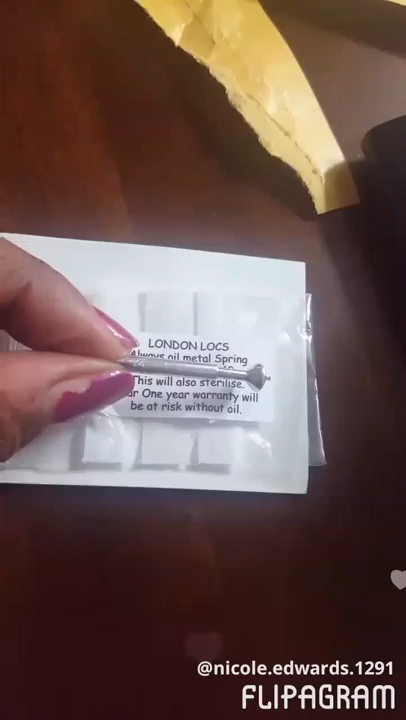 LONDON LOCS
Always oil metal Spring
This will also sterilise.
One year warranty will
be at risk without oil.
@nicole.edwards.1291
FLIPAGRAM